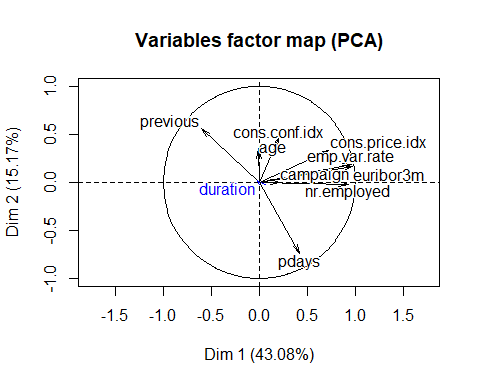 Variables factor map (PCA)
Dim 2 (15.17%)
1.0
0.5
0.0
-0.5
-1.0
previous
cons.conf.idx
age
cons.price.idx
emp.var.rate
campaign
euribor3m
duration
nr.employed
pdays
-1.5
-1.0
-0.5
0.0
0.5
1.0
1.5
Dim 1 (43.08%)